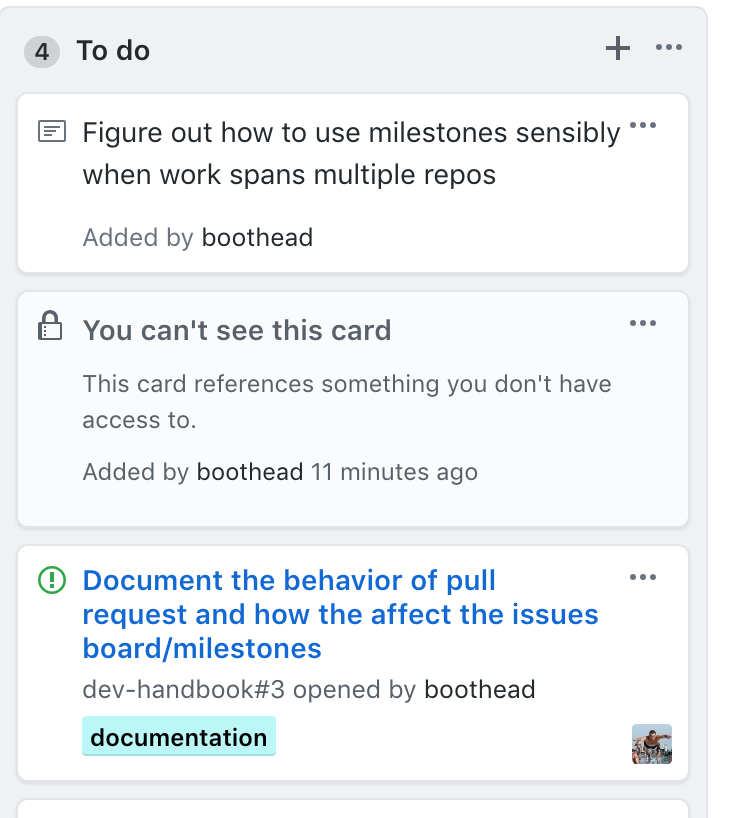 4 To do
Figure out how to use milestones sensibly
when work spans multiple repos
Added by boothead
You can't see this card
This card references something you don't have
access to.
Added by boothead 11 minutes ago
Document the behavior of pull
request and how the affect the issues
board/milestones
dev-handbook#3 opened by boothead
documentation